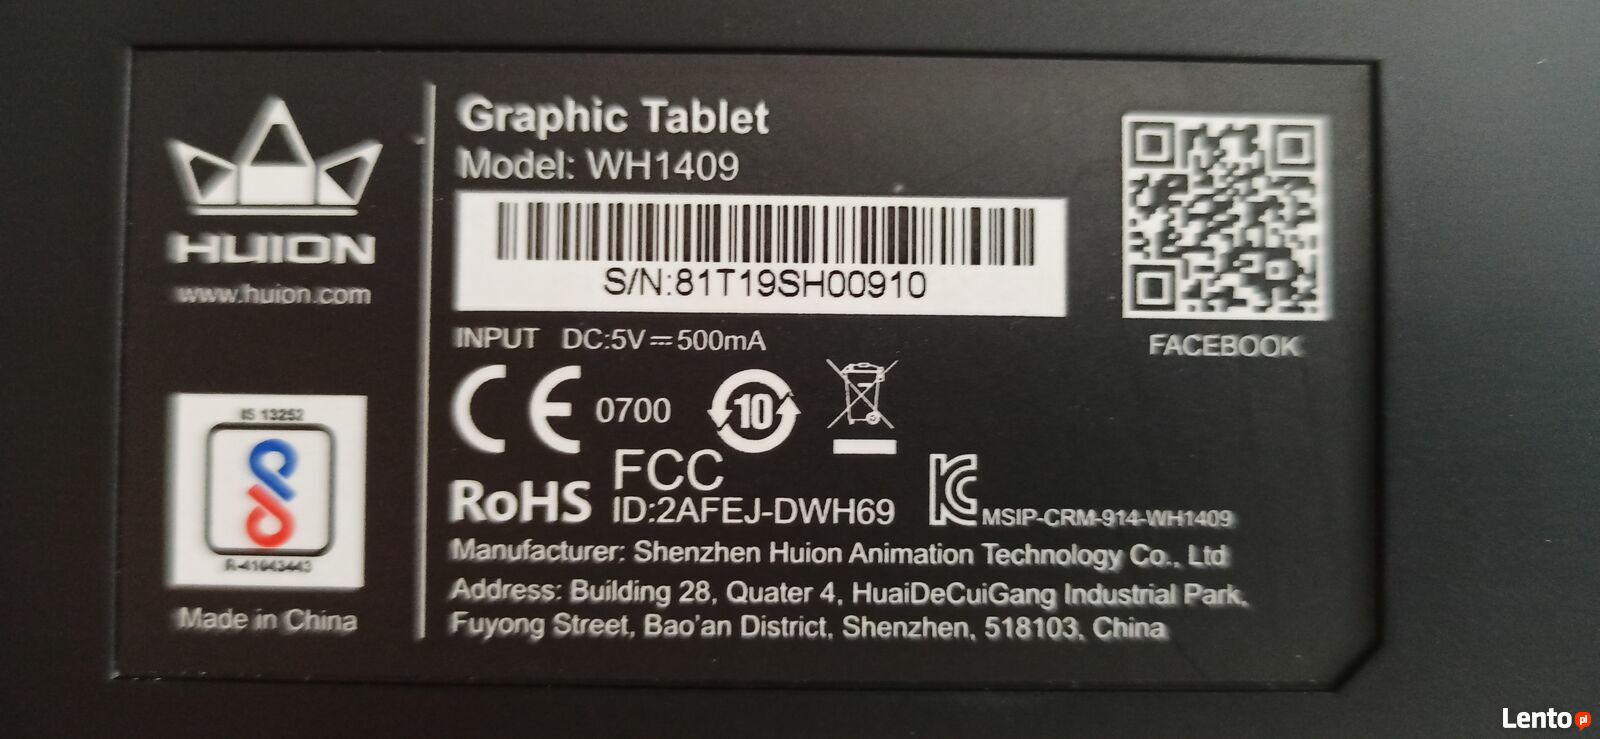 HUION
www.huion.com
IS 13252
R-41043443
Made in China
Graphic Tablet
Model: WH1409
S/N:81T19SH00910
INPUT DC:5V⎓500mA
CE 0700
10
FCC
RoHS ID:2AFEJ-DWH69
MSIP-CRM-914-WH1409
Manufacturer: Shenzhen Huion Animation Technology Co., Ltd
Address: Building 28, Quater 4, HuaiDeCuiGang Industrial Park,
Fuyong Street, Bao'an District, Shenzhen, 518103, China
FACEBOOK
Lento pl